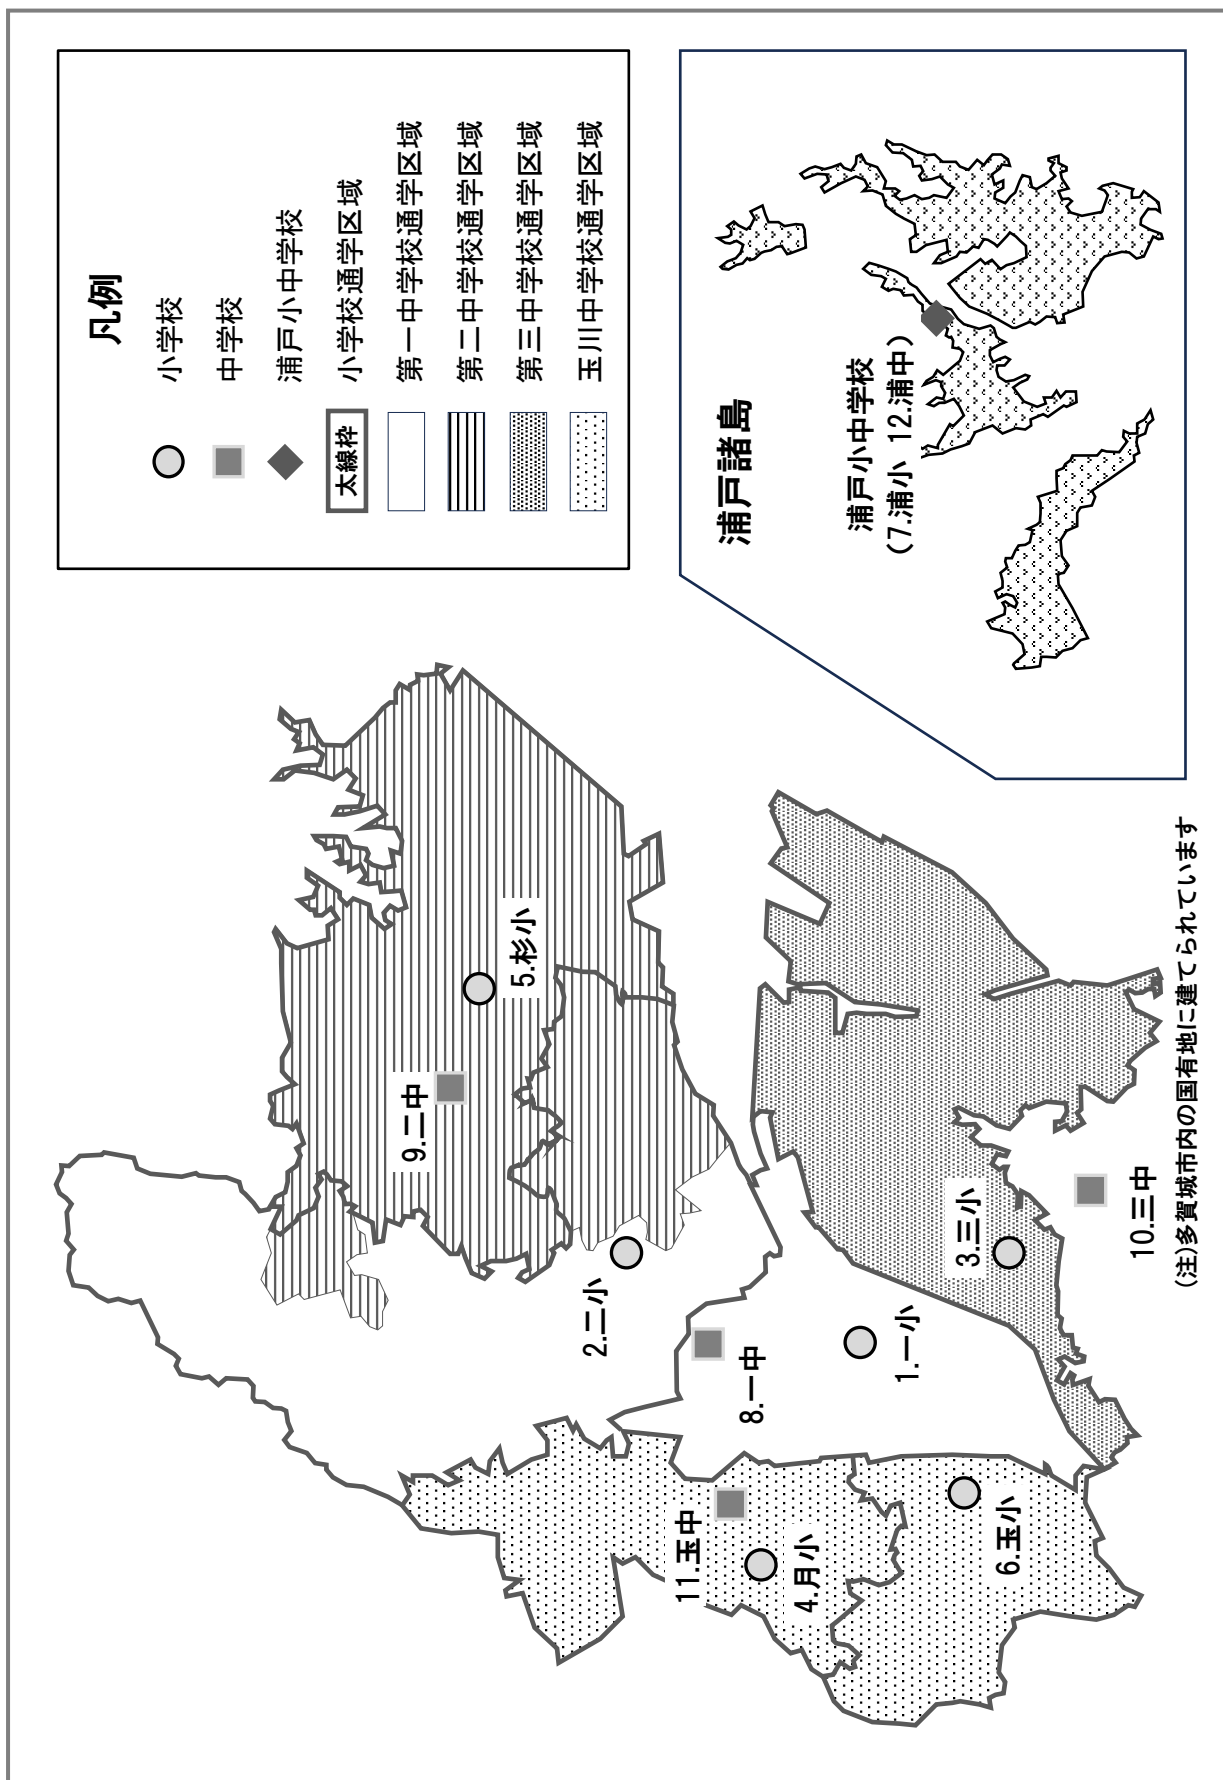 凡例
小学校
中学校
浦戸小中学校
太線枠 小学校通学区域
第一中学校通学区域
第二中学校通学区域
第三中学校通学区域
玉川中学校通学区域
浦戸諸島
浦戸小中学校
(7.浦小 12.浦中)
5.杉小
9.二中
2.二小
8.一中
1.一小
3.三小
10.三中
11.玉中
4.月小
6.玉小
(注)多賀城市内の国有地に建てられています